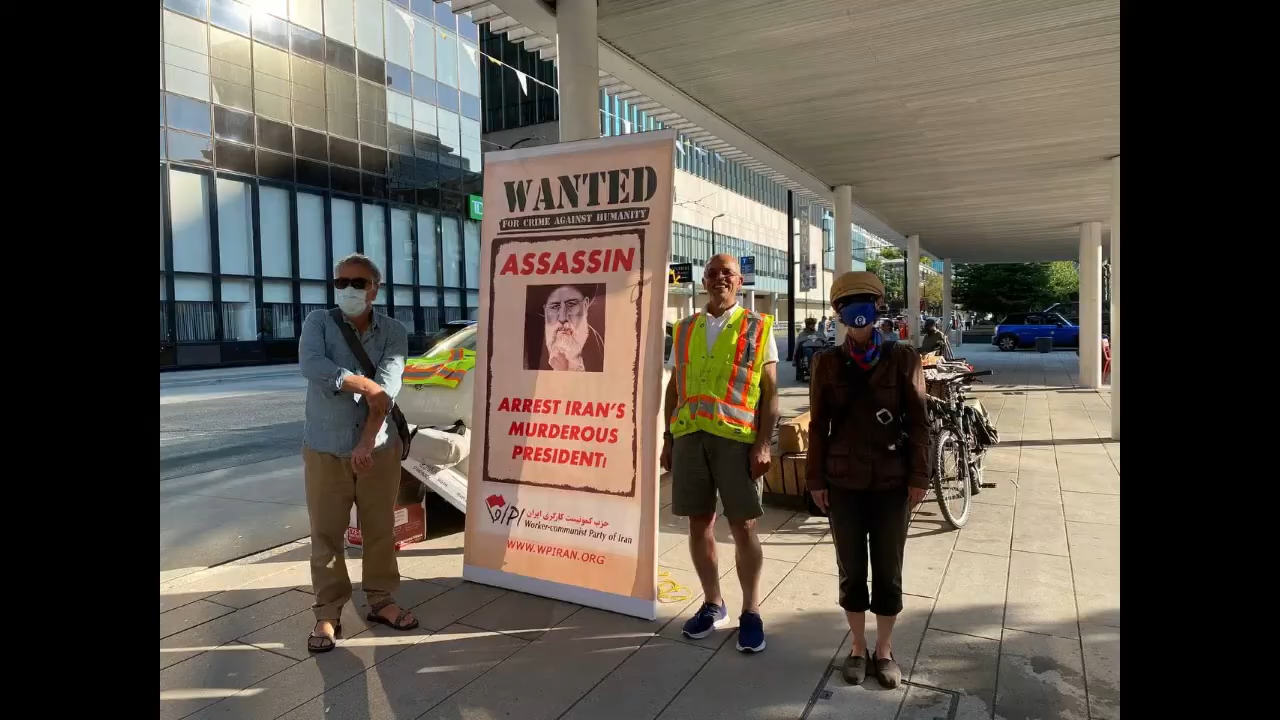 WANTED
FOR CRIME AGAINST HUMANITY
ASSASSIN
ARREST IRAN'S
MURDEROUS
PRESIDENT!
WPI
حزب کمونیست کارگری ایران
Worker-communist Party of Iran
WWW.WPIRAN.ORG